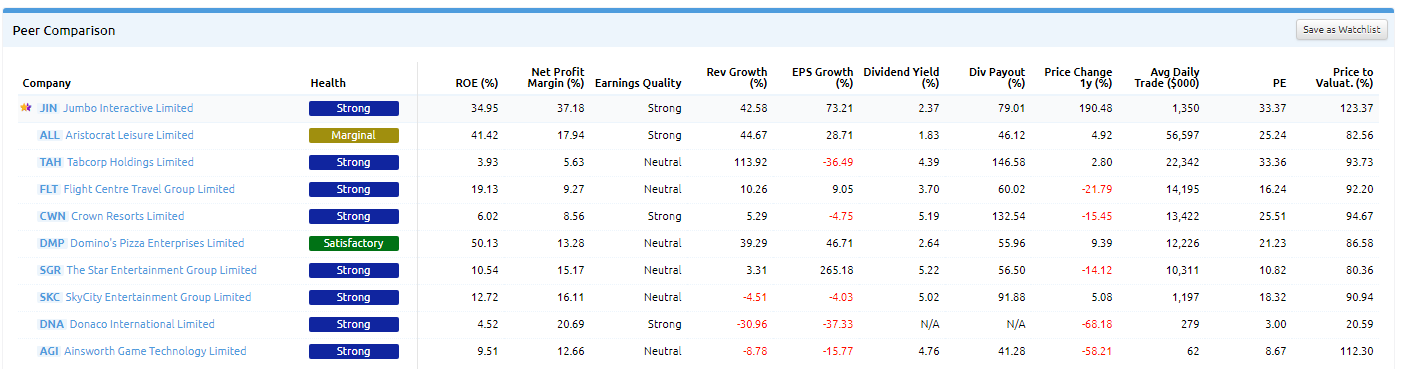 Peer Comparison
Save as Watchlist
Company Health ROE (%) Net Profit Margin (%) Earnings Quality Rev Growth (%) EPS Growth (%) Dividend Yield (%) Div Payout (%) Price Change 1y (%) Avg Daily Trade ($000) PE Price to Valuat. (%)
JIN Jumbo Interactive Limited Strong 34.95 37.18 Strong 42.58 73.21 2.37 79.01 190.48 1,350 33.37 123.37
ALL Aristocrat Leisure Limited Marginal 41.42 17.94 Strong 44.67 28.71 1.83 46.12 4.92 56,597 25.24 82.56
TAH Tabcorp Holdings Limited Strong 3.93 5.63 Neutral 113.92 -36.49 4.39 146.58 2.80 22,342 33.36 93.73
FLT Flight Centre Travel Group Limited Strong 19.13 9.27 Neutral 10.26 9.05 3.70 60.02 -21.79 14,195 16.24 92.20
CWN Crown Resorts Limited Strong 6.02 8.56 Strong 5.29 -4.75 5.19 132.54 -15.45 13,422 25.51 94.67
DMP Domino's Pizza Enterprises Limited Satisfactory 50.13 13.28 Neutral 39.29 46.71 2.64 55.96 9.39 12,226 21.23 86.58
SGR The Star Entertainment Group Limited Strong 10.54 15.17 Neutral 3.31 265.18 5.22 56.50 -14.12 10,311 10.82 80.36
SKC SkyCity Entertainment Group Limited Strong 12.72 16.11 Neutral -4.51 -4.03 5.02 91.88 5.08 1,197 18.32 90.94
DNA Donaco International Limited Strong 4.52 20.69 Strong -30.96 -37.33 N/A N/A -68.18 279 3.00 20.59
AGI Ainsworth Game Technology Limited Strong 9.51 12.66 Neutral -8.78 -15.77 4.76 41.28 -58.21 62 8.67 112.30